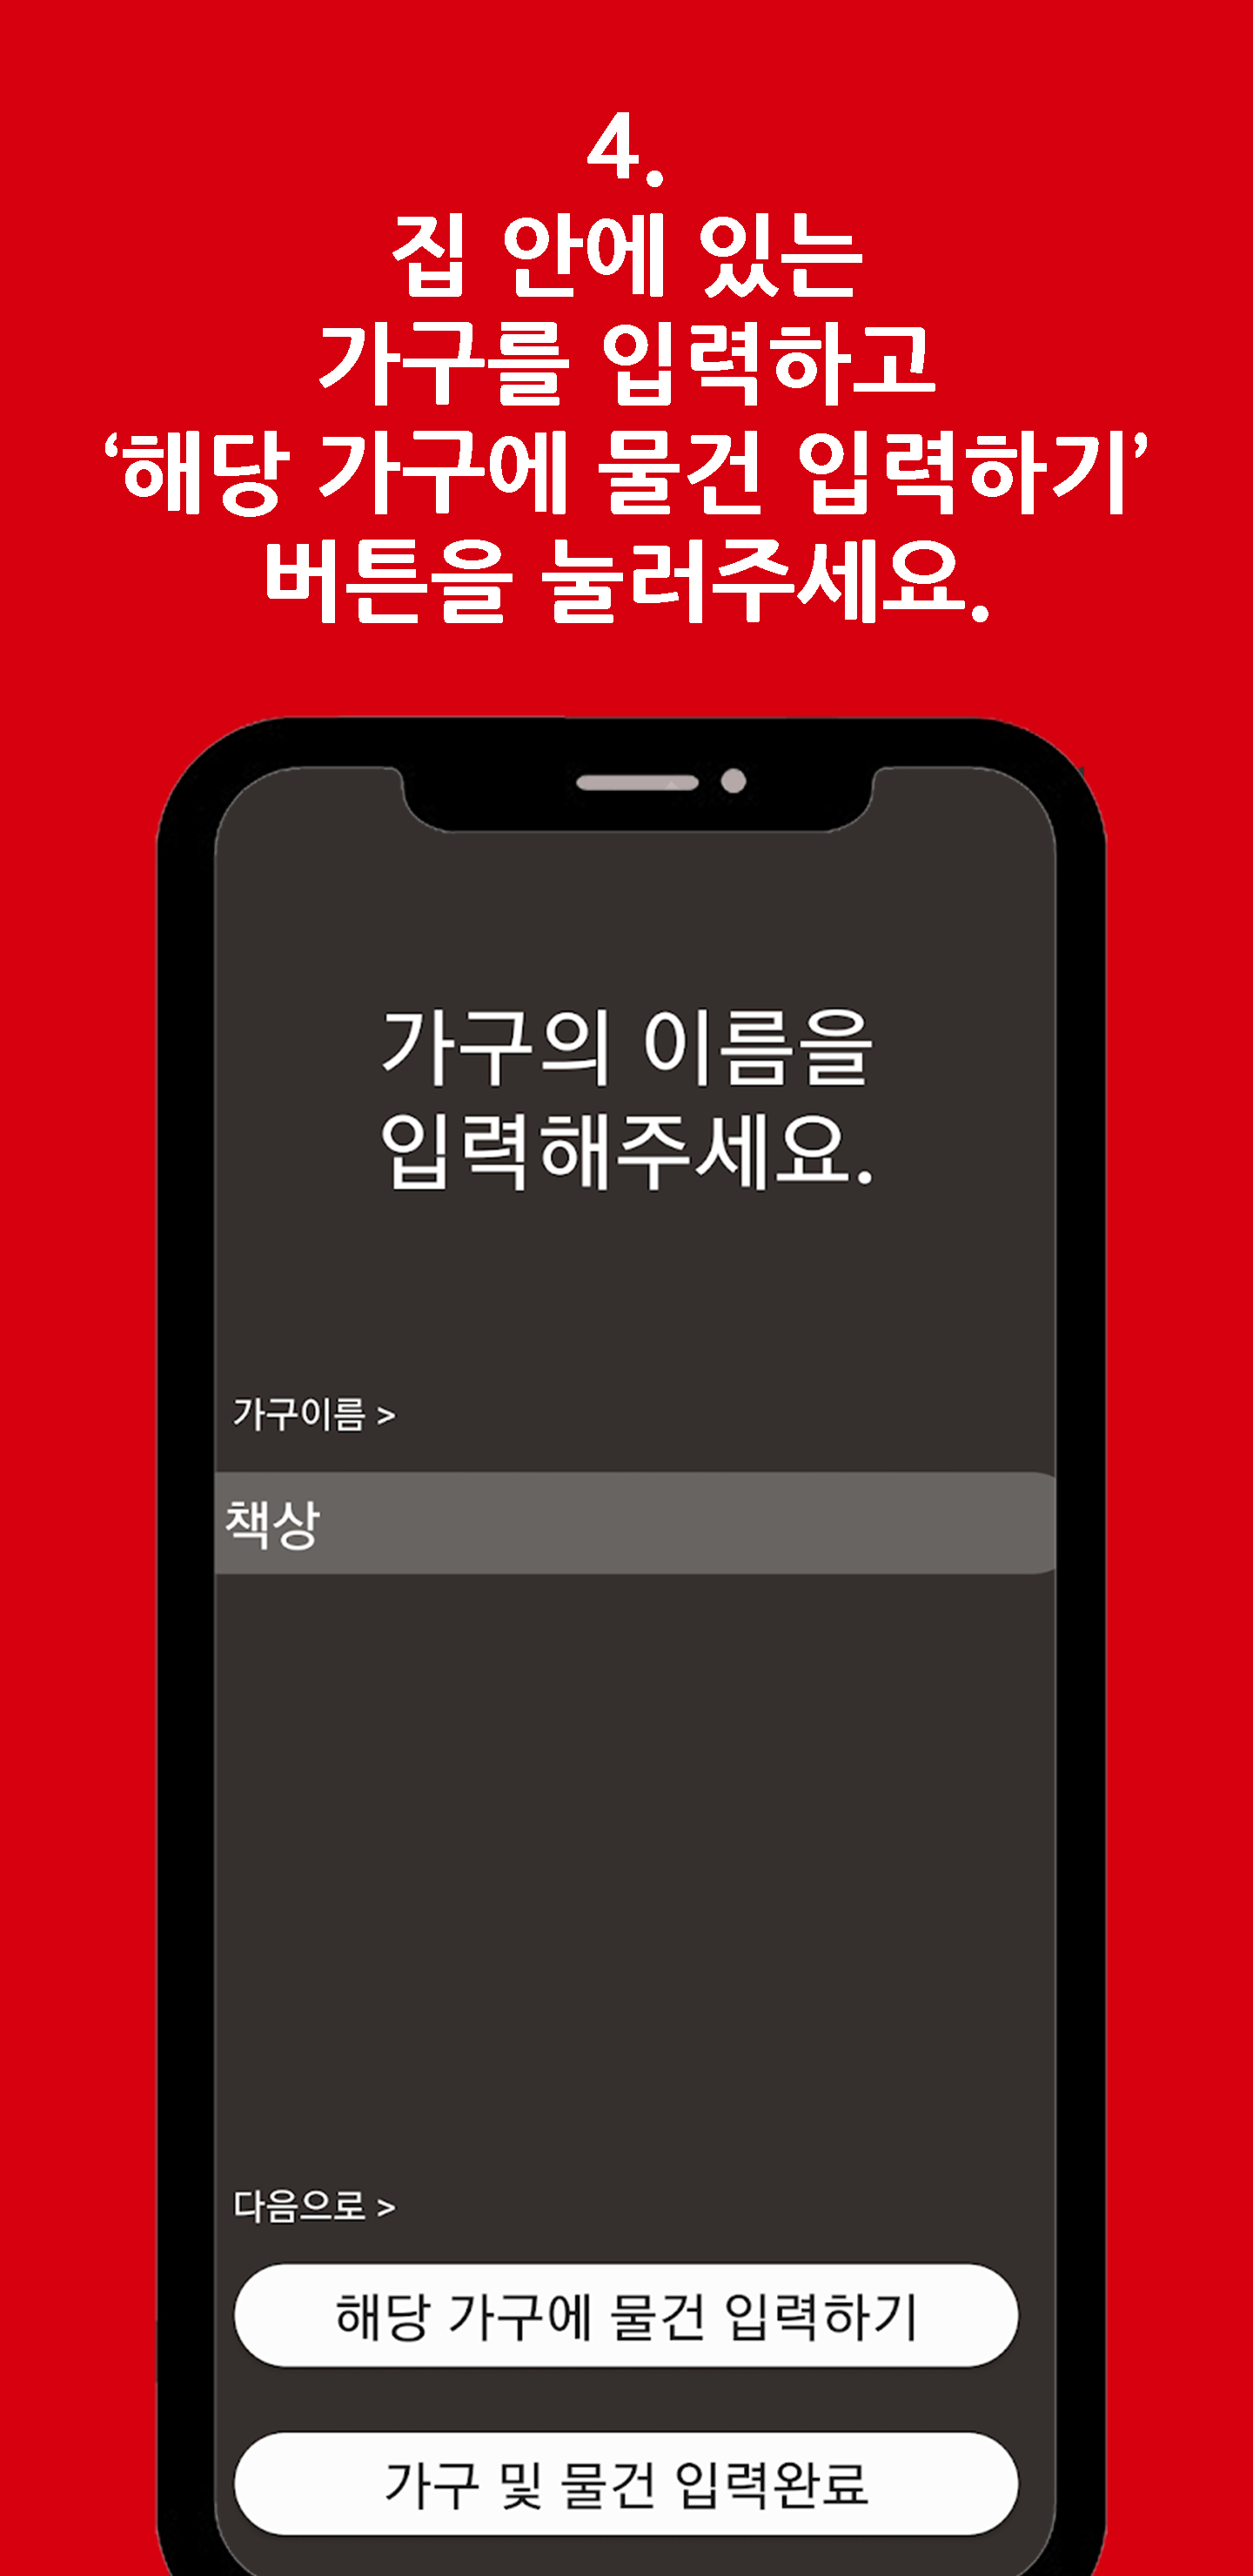 4.
집 안에 있는
가구를 입력하고
‘해당 가구에 물건 입력하기’
버튼을 눌러주세요.
가구의 이름을
입력해주세요.
가구이름 >
책상
다음으로 >
해당 가구에 물건 입력하기
가구 및 물건 입력완료